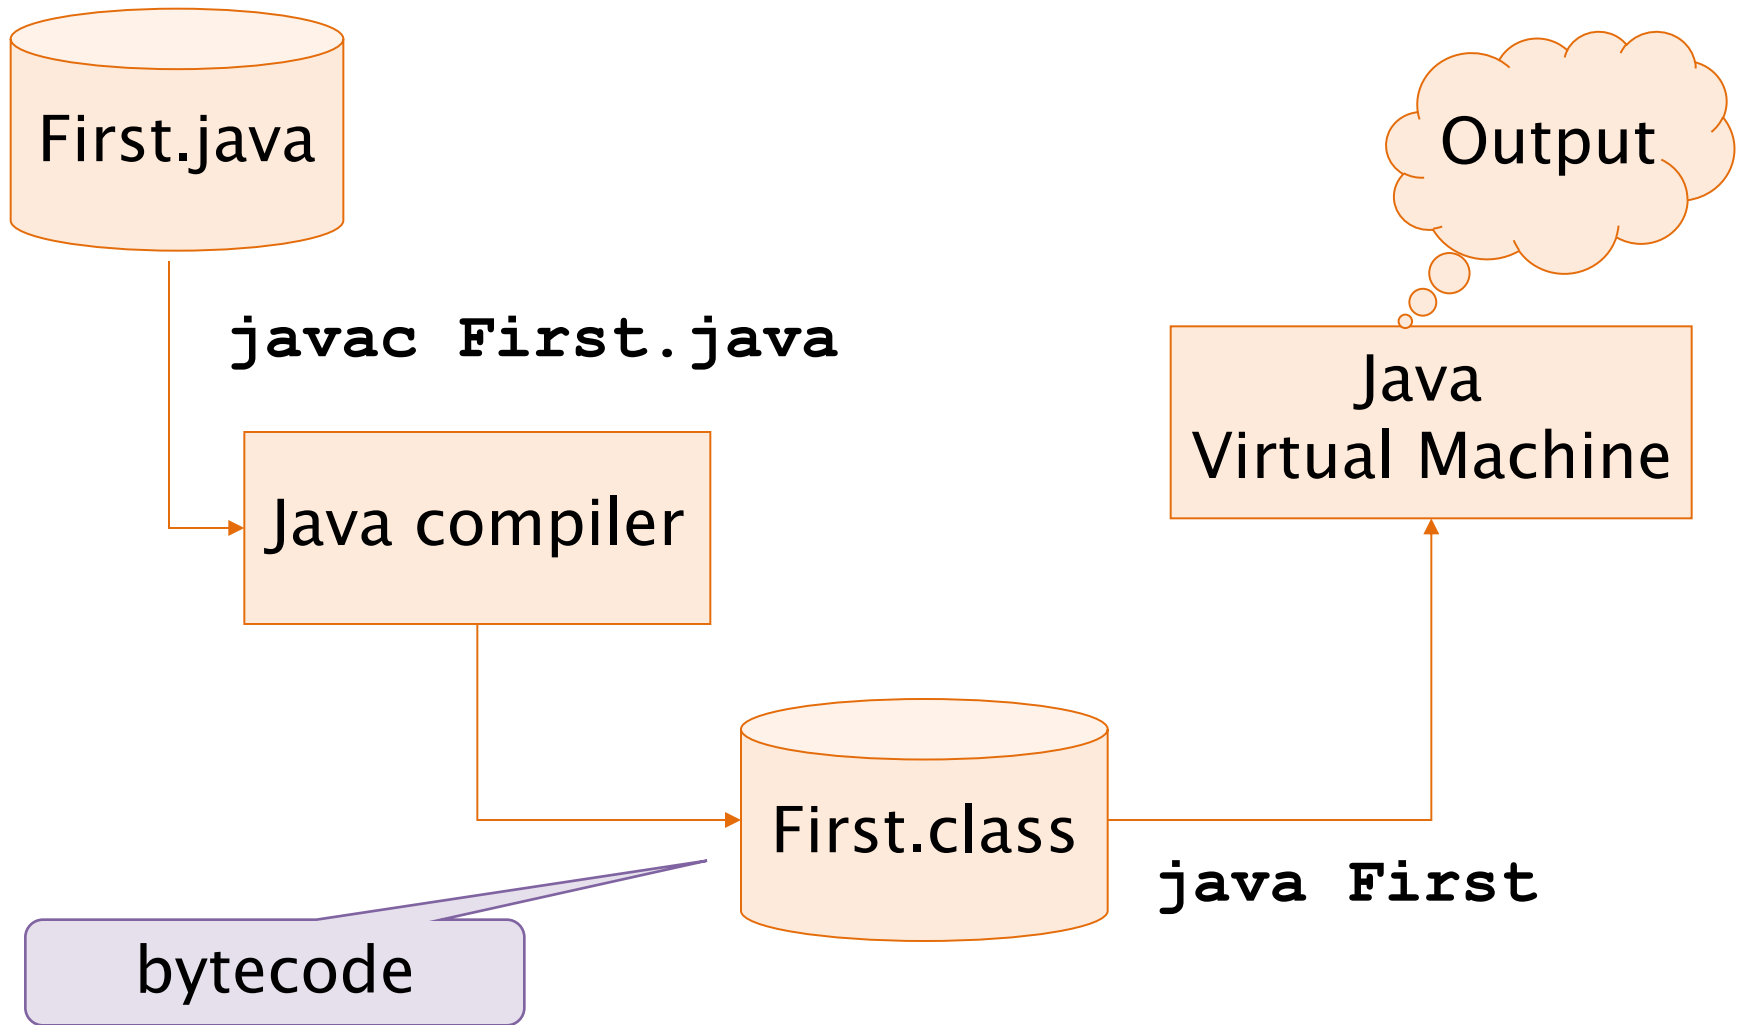 First.java
Output
javac First.java
Java
Virtual Machine
Java compiler
First.class
java First
bytecode